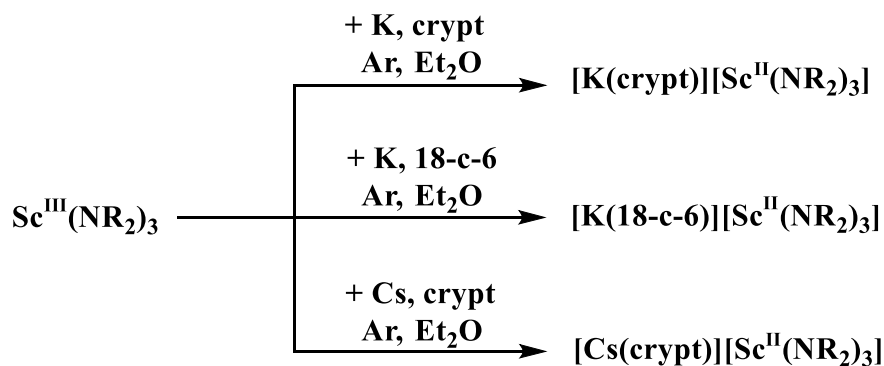 + K, crypt
Ar, Et₂O
[K(crypt)][Scᴵᴵ(NR₂)₃]
+ K, 18-c-6
Ar, Et₂O
Scᴵᴵᴵ(NR₂)₃
[K(18-c-6)][Scᴵᴵ(NR₂)₃]
+ Cs, crypt
Ar, Et₂O
[Cs(crypt)][Scᴵᴵ(NR₂)₃]